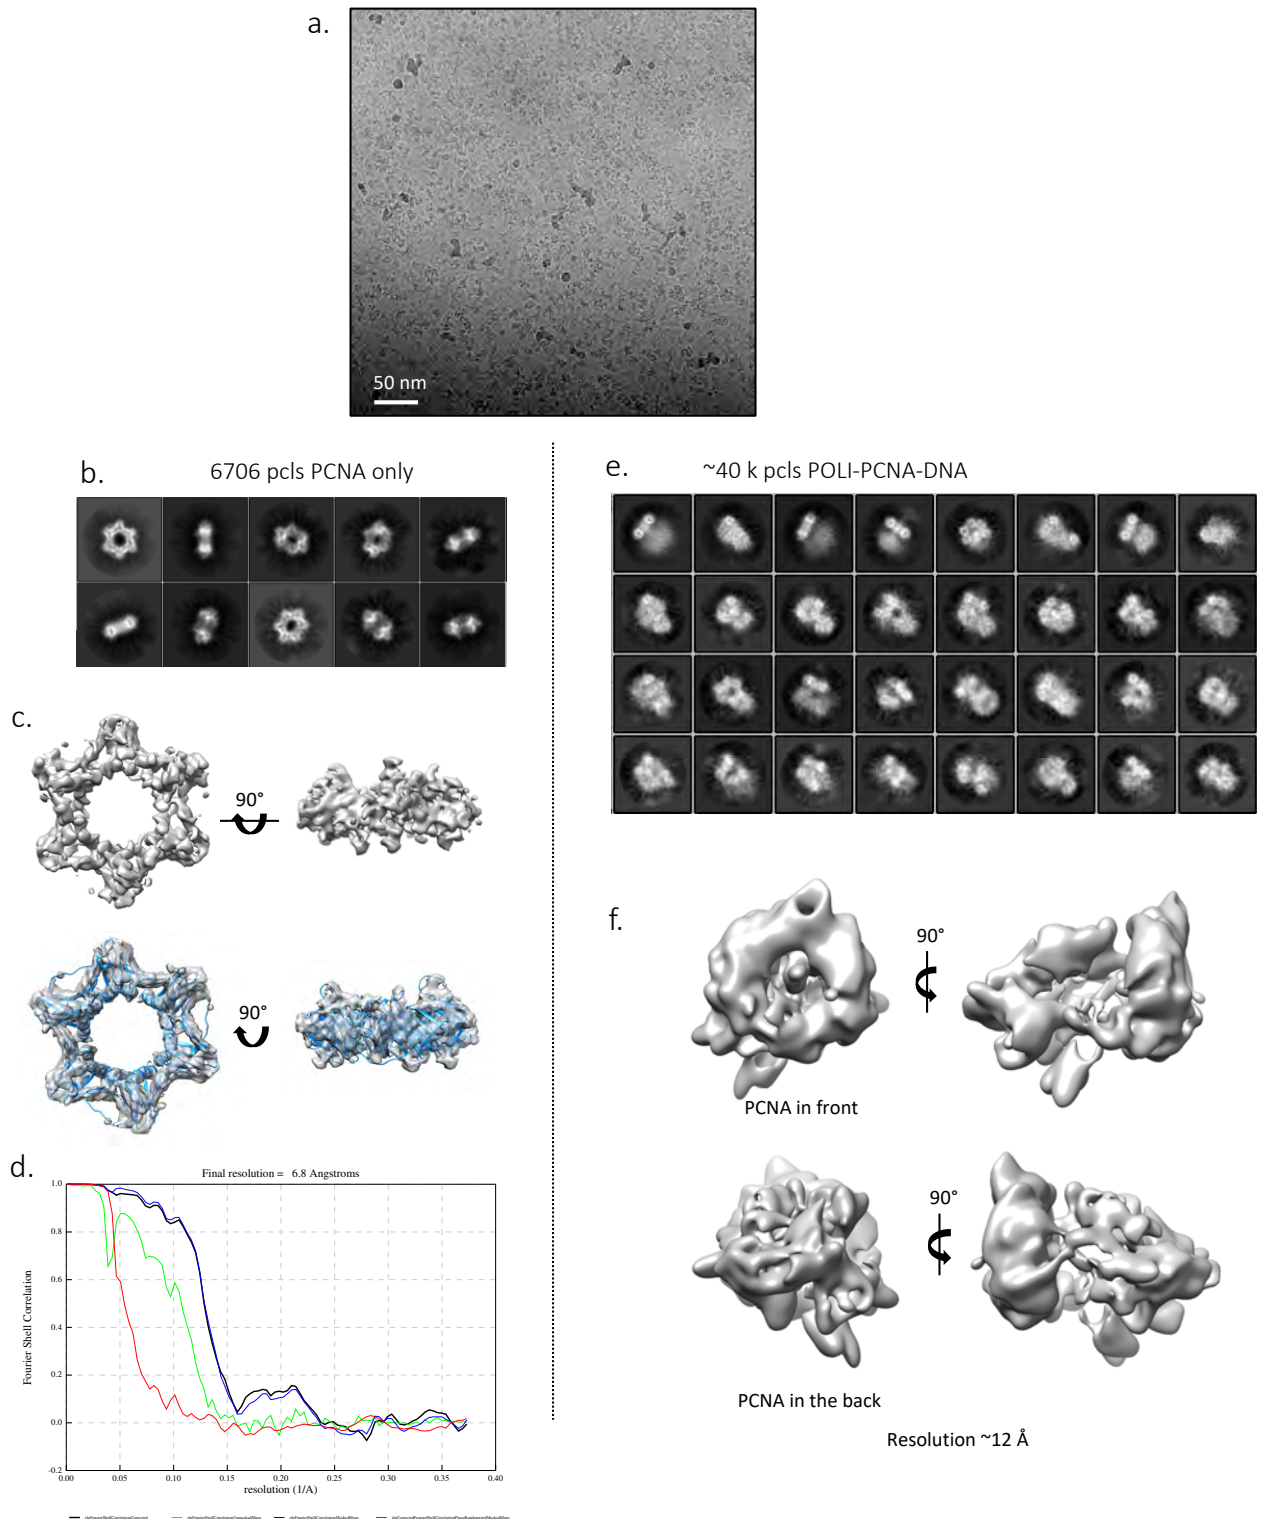 a.
50 nm
b.
6706 pcls PCNA only
c.
90°
90°
d.
Final resolution = 6.8 Angstroms
Fourier Shell Correlation
1.0
0.8
0.6
0.4
0.2
0.0
-0.2
0.00 0.05 0.10 0.15 0.20 0.25 0.30 0.35 0.40
resolution (1/A)
e.
~40 k pcls POLI-PCNA-DNA
f.
90°
PCNA in front
90°
PCNA in the back
Resolution ~12 Å